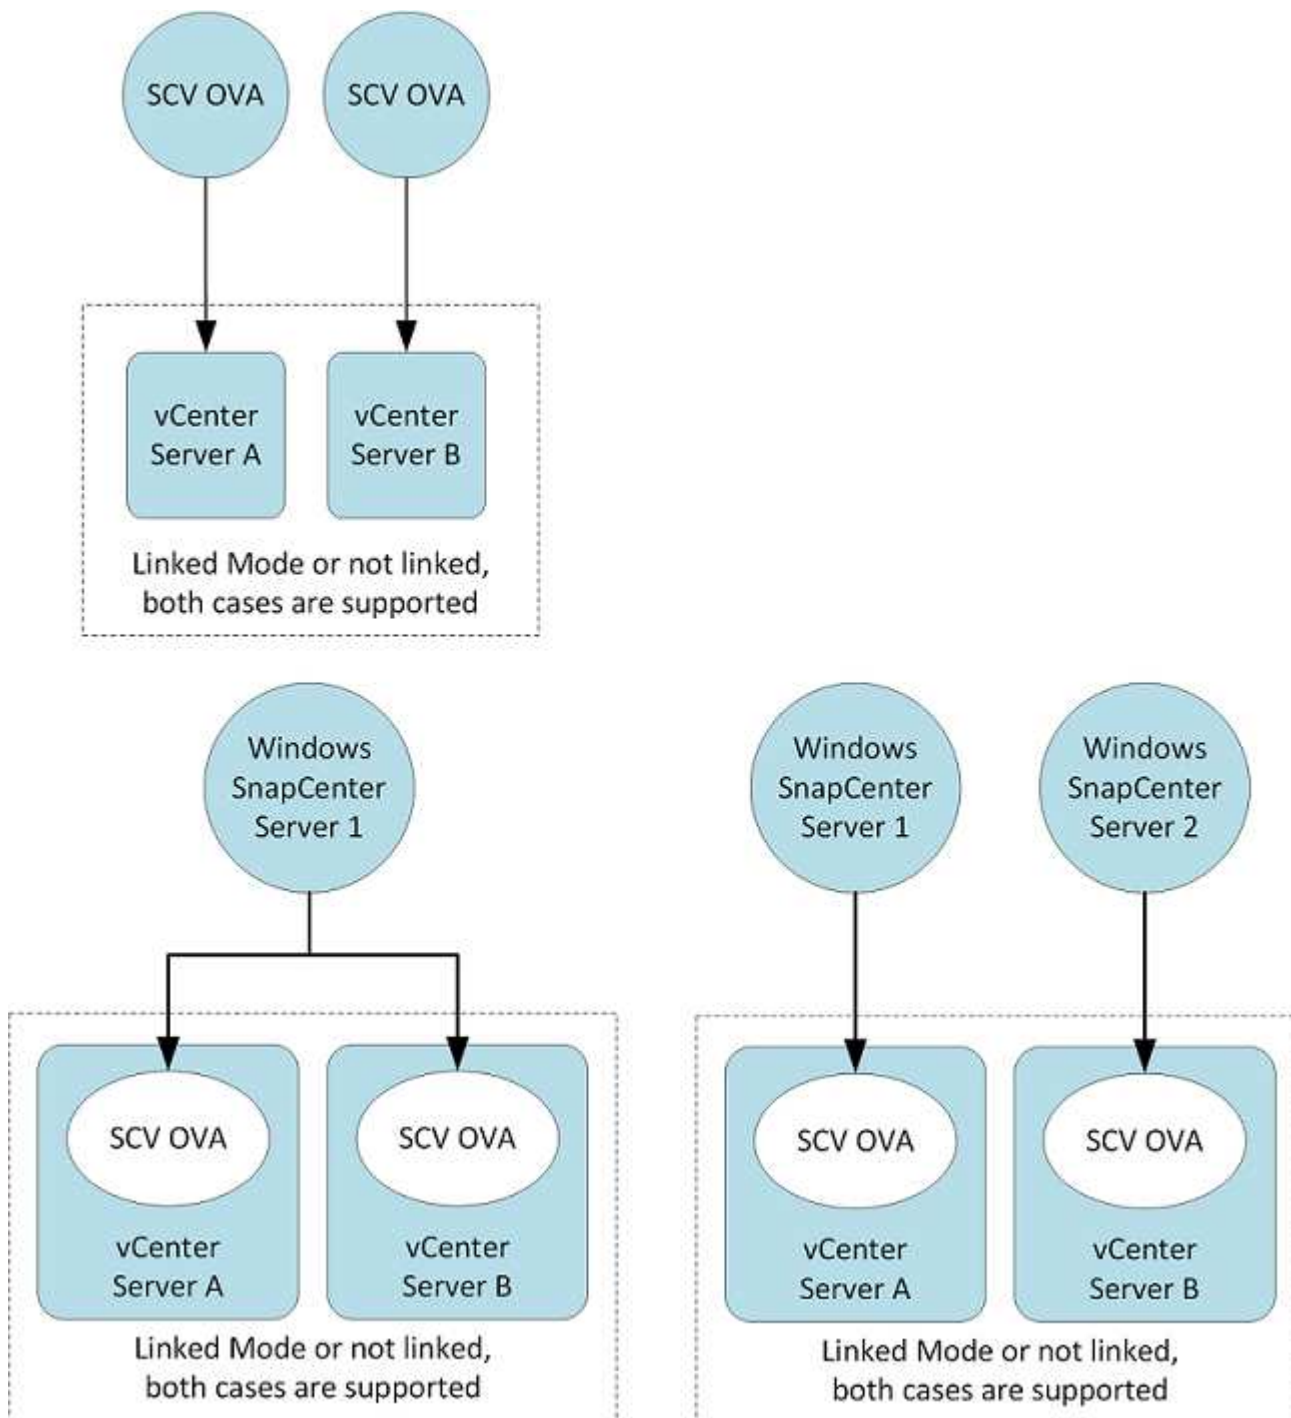 SCV OVA
SCV OVA
vCenter
Server A
vCenter
Server B
Linked Mode or not linked,
both cases are supported
Windows
SnapCenter
Server 1
Windows
SnapCenter
Server 1
Windows
SnapCenter
Server 2
SCV OVA
vCenter
Server A
SCV OVA
vCenter
Server B
Linked Mode or not linked,
both cases are supported
SCV OVA
vCenter
Server A
SCV OVA
vCenter
Server B
Linked Mode or not linked,
both cases are supported